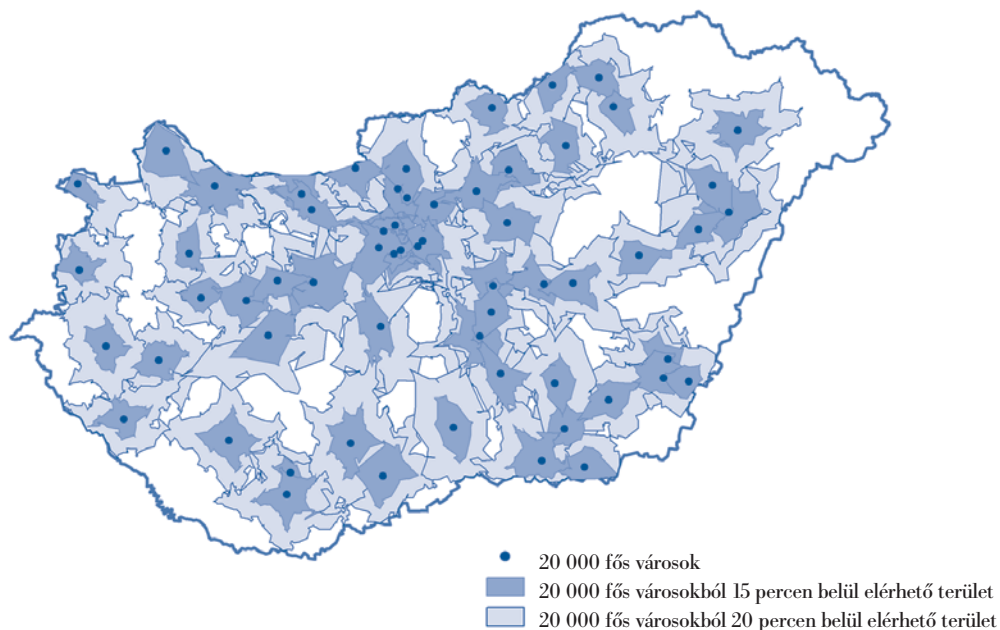 20 000 fős városok
20 000 fős városokból 15 percen belül elérhető terület
20 000 fős városokból 20 percen belül elérhető terület